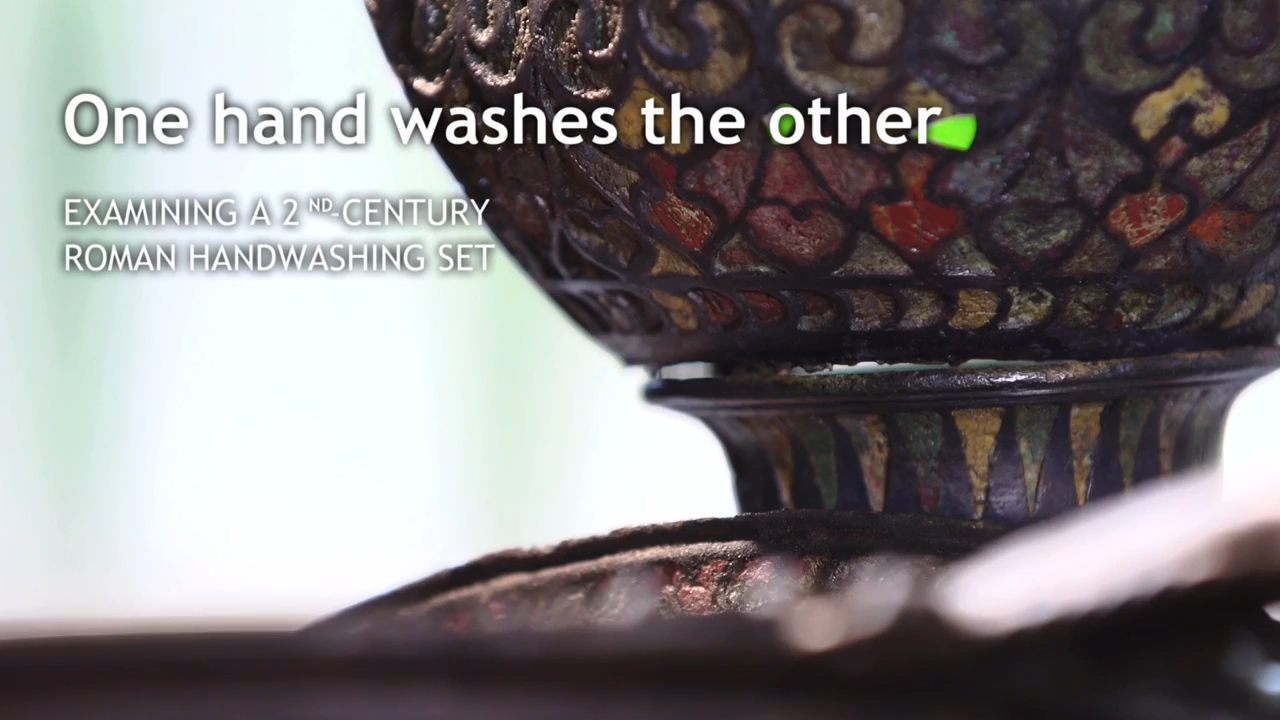 One hand washes the other
EXAMINING A 2ND-CENTURY
ROMAN HANDWASHING SET